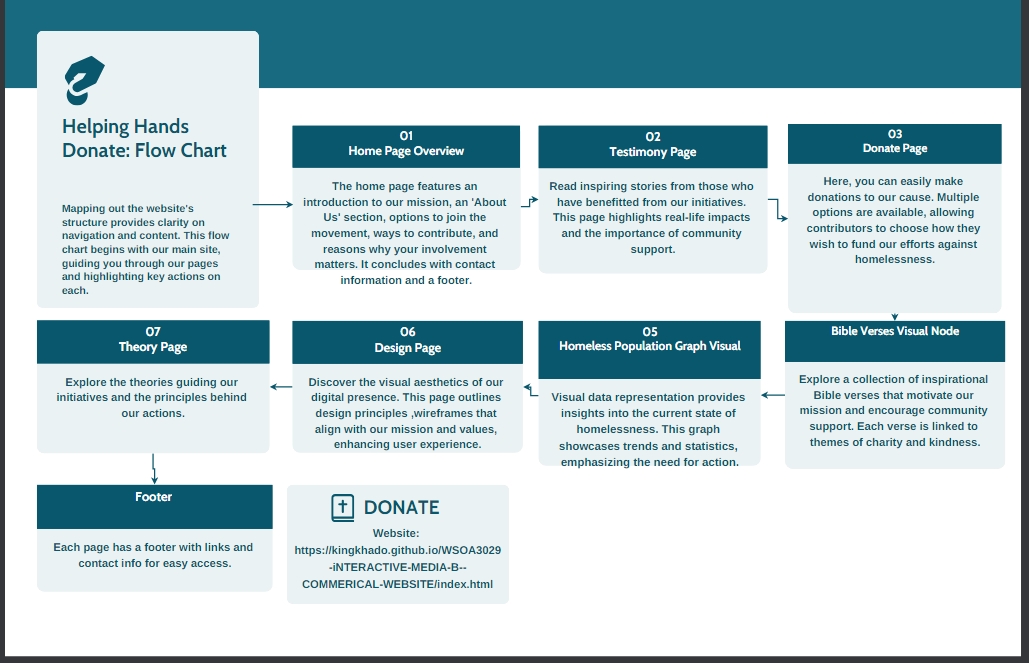 Helping Hands
Donate: Flow Chart
Mapping out the website's
structure provides clarity on
navigation and content. This flow
chart begins with our main site,
guiding you through our pages
and highlighting key actions on
each.
01
Home Page Overview
The home page features an
introduction to our mission, an 'About
Us' section, options to join the
movement, ways to contribute, and
reasons why your involvement
matters. It concludes with contact
information and a footer.
02
Testimony Page
Read inspiring stories from those who
have benefitted from our initiatives.
This page highlights real-life impacts
and the importance of community
support.
03
Donate Page
Here, you can easily make
donations to our cause. Multiple
options are available, allowing
contributors to choose how they
wish to fund our efforts against
homelessness.
Bible Verses Visual Node
Explore a collection of inspirational
Bible verses that motivate our
mission and encourage community
support. Each verse is linked to
themes of charity and kindness.
05
Homeless Population Graph Visual
Visual data representation provides
insights into the current state of
homelessness. This graph
showcases trends and statistics,
emphasizing the need for action.
06
Design Page
Discover the visual aesthetics of our
digital presence. This page outlines
design principles ,wireframes that
align with our mission and values,
enhancing user experience.
07
Theory Page
Explore the theories guiding our
initiatives and the principles behind
our actions.
Footer
Each page has a footer with links and
contact info for easy access.
DONATE
Website:
https://kingkhado.github.io/WSOA3029
-iNTERACTIVE-MEDIA-B--
COMMERICAL-WEBSITE/index.html